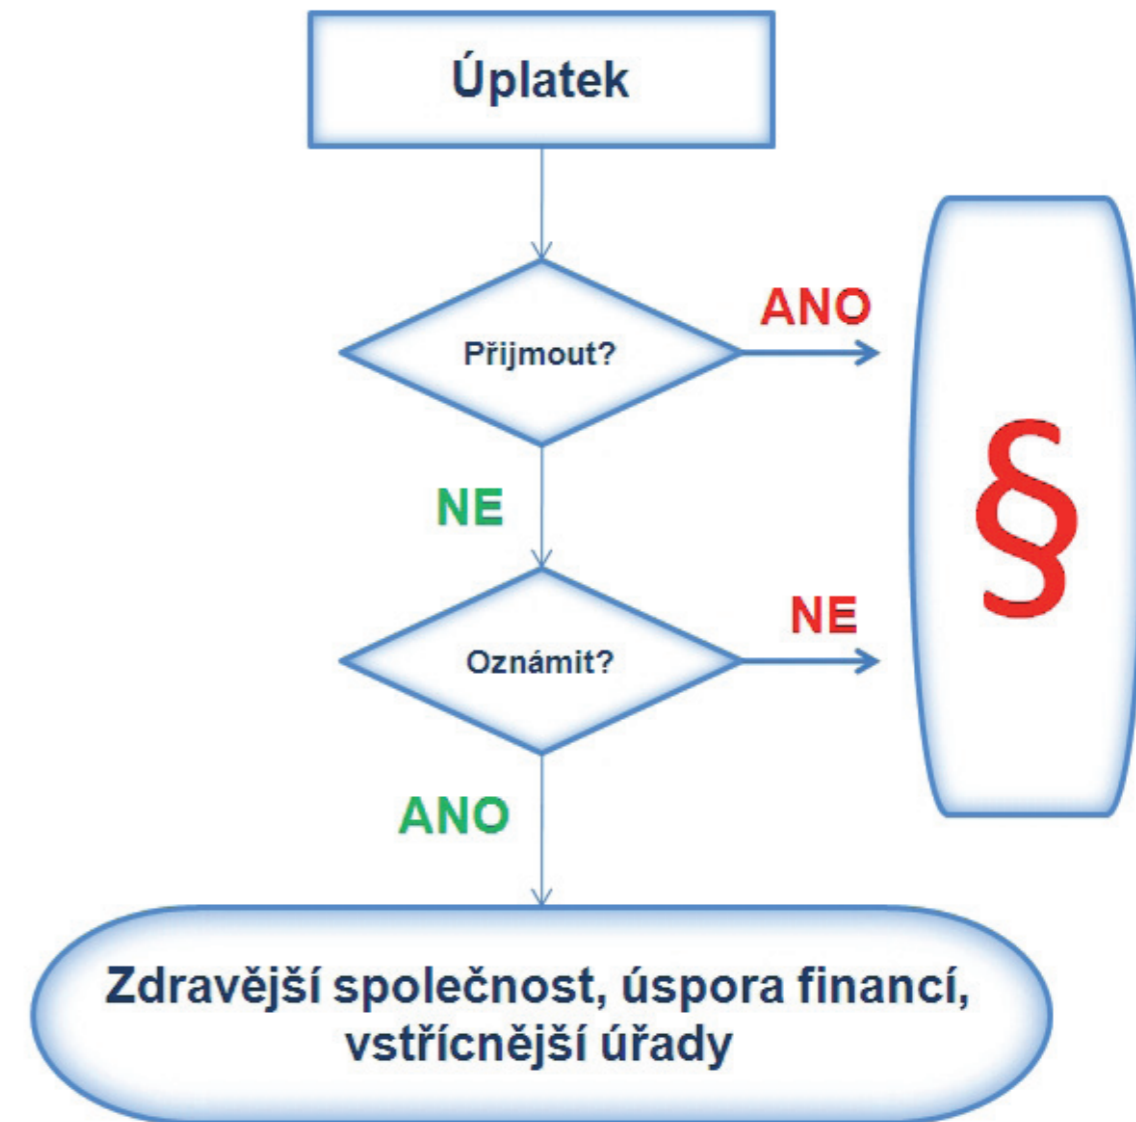 Úplatek
ANO
Přijmout?
§
NE
NE
Oznámit?
ANO
Zdravější společnost, úspora financí,
vstřícnější úřady